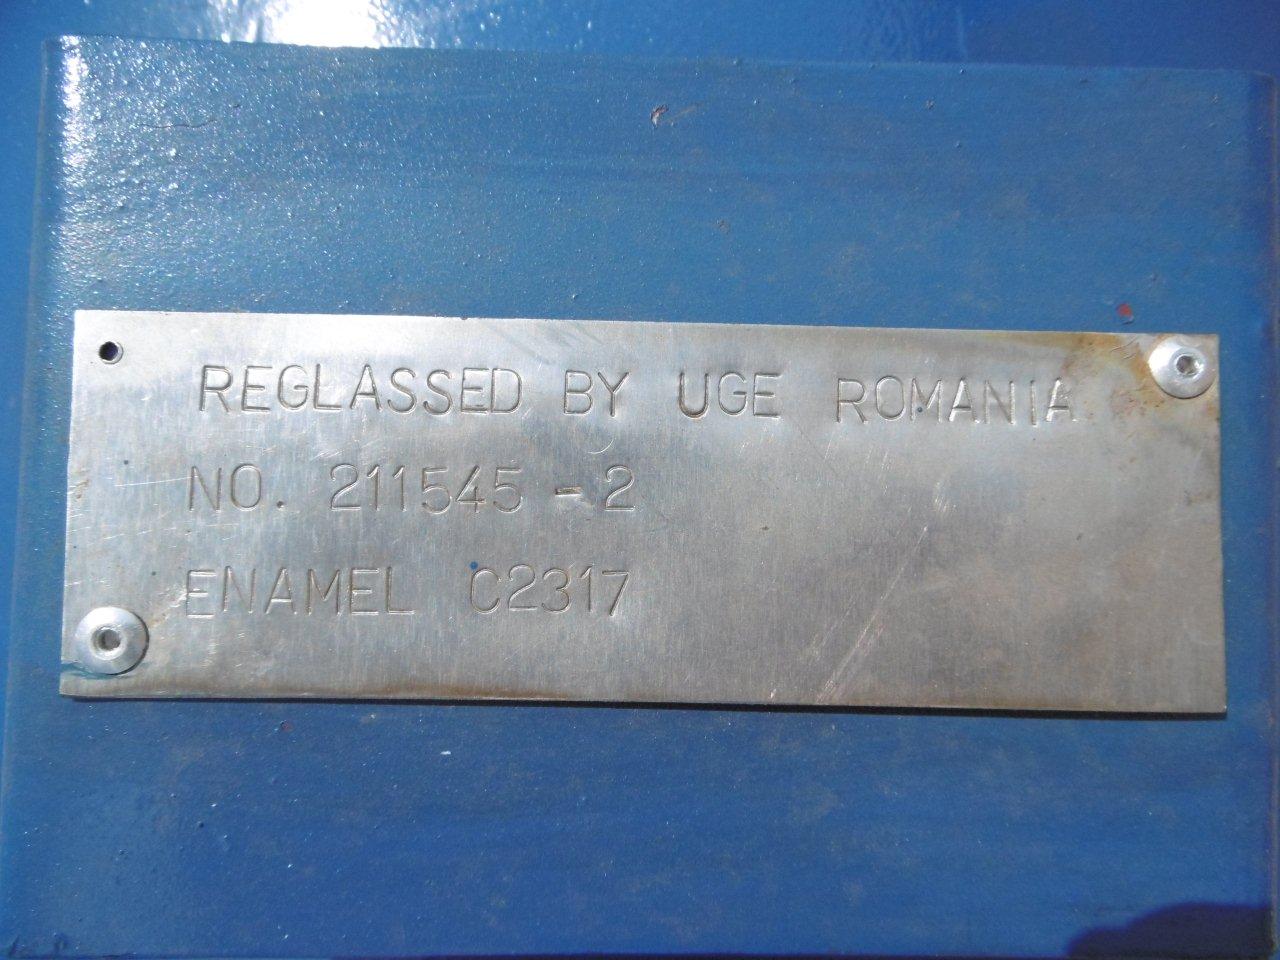 REGLASSED BY UGE ROMANIA
NO. 211545 - 2
ENAMEL C2317